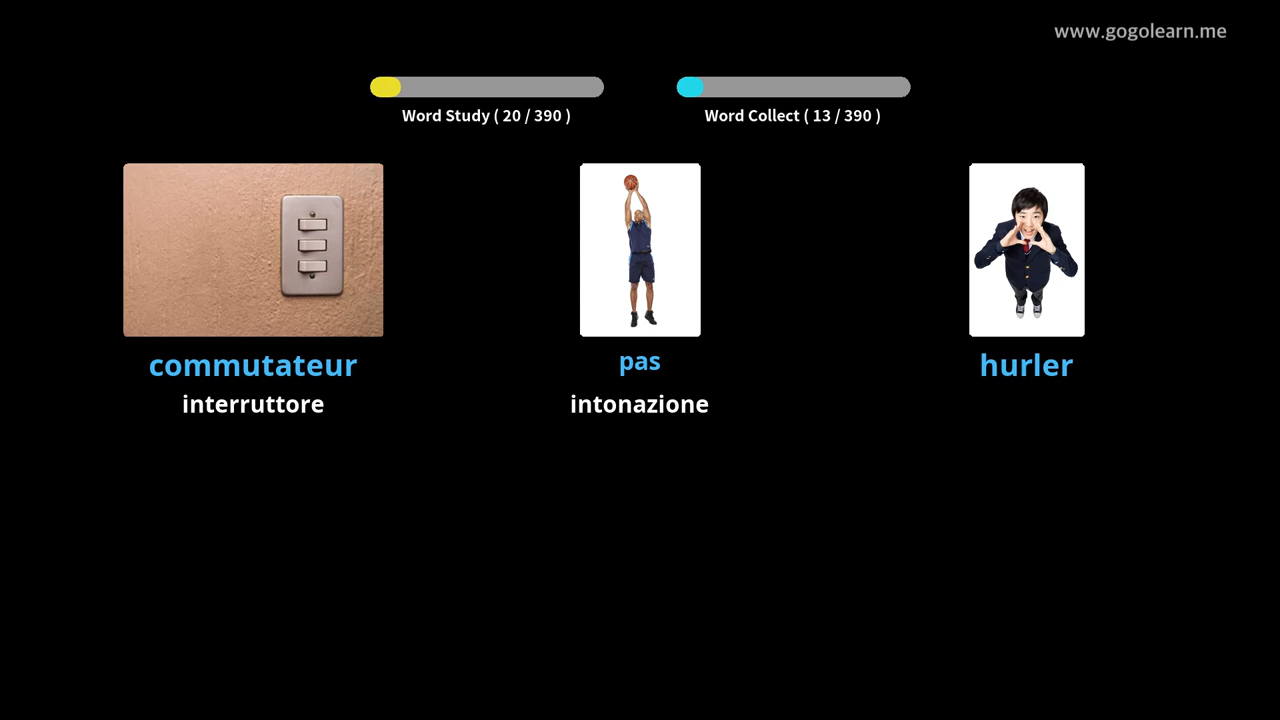 www.gogolearn.me
Word Study ( 20 / 390 )
Word Collect ( 13 / 390 )
commutateur
pas
hurler
interruttore
intonazione